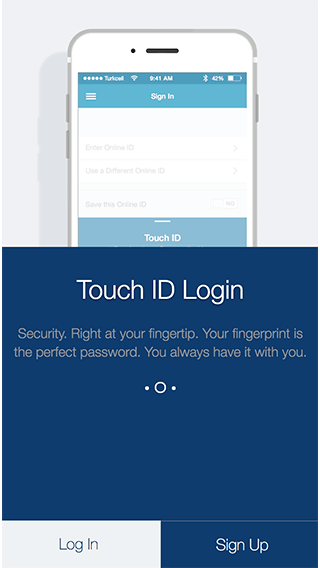 Turkcell 9:41 AM 42%
Sign In
Enter Online ID
Use a Different Online ID
Save this Online ID NO
Touch ID
Touch ID Login
Security. Right at your fingertip. Your fingerprint is
the perfect password. You always have it with you.
Log In Sign Up